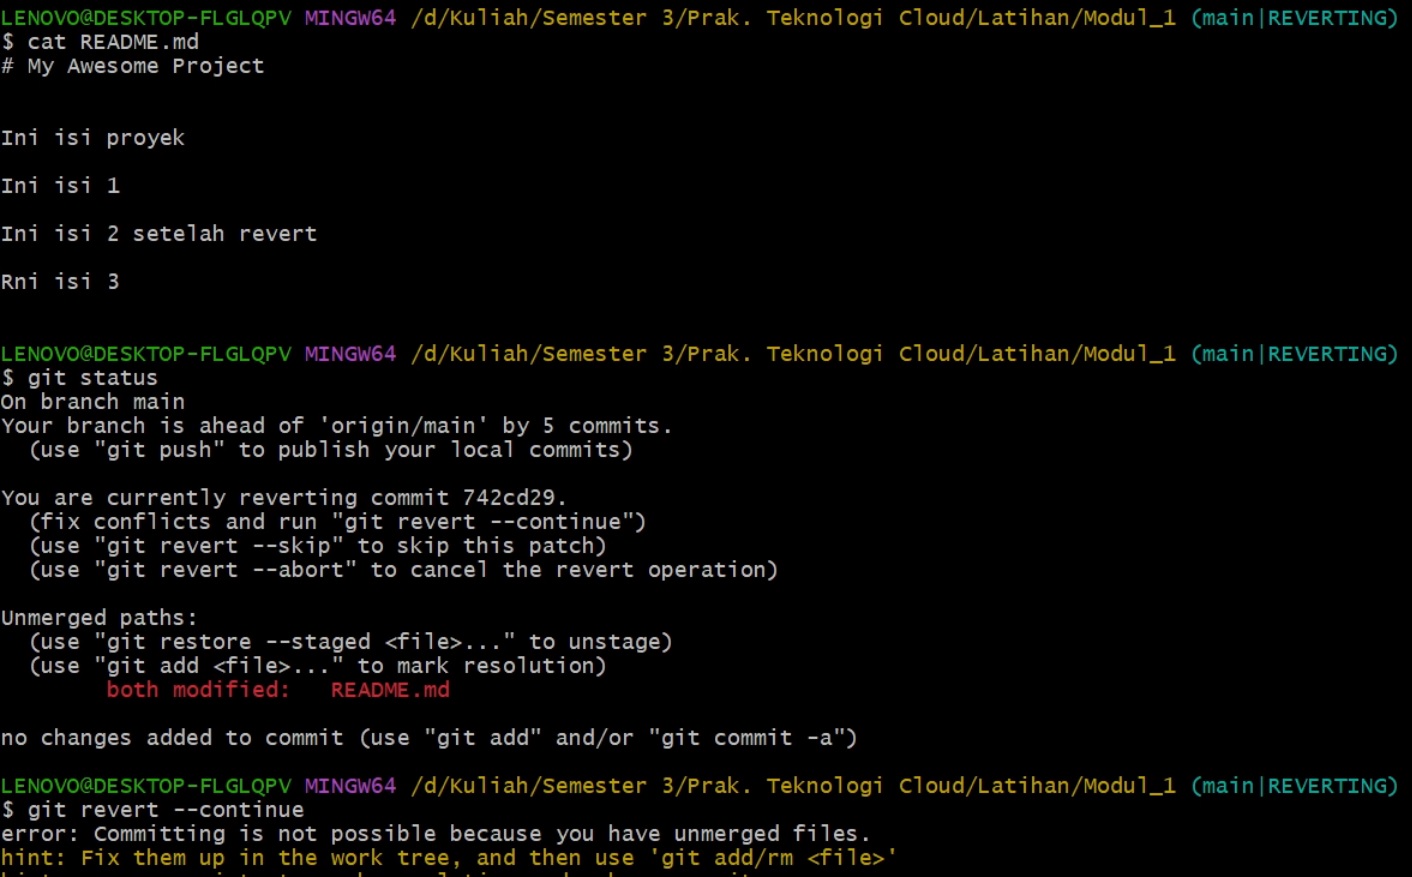 LENOVO@DESKTOP-FLGLQPV MINGW64 /d/Kuliah/Semester 3/Prak. Teknologi Cloud/Latihan/Modul_1 (main|REVERTING)
$ cat README.md
# My Awesome Project
Ini isi proyek
Ini isi 1
Ini isi 2 setelah revert
Rni isi 3
LENOVO@DESKTOP-FLGLQPV MINGW64 /d/Kuliah/Semester 3/Prak. Teknologi Cloud/Latihan/Modul_1 (main|REVERTING)
$ git status
On branch main
Your branch is ahead of 'origin/main' by 5 commits.
  (use "git push" to publish your local commits)
You are currently reverting commit 742cd29.
  (fix conflicts and run "git revert --continue")
  (use "git revert --skip" to skip this patch)
  (use "git revert --abort" to cancel the revert operation)
Unmerged paths:
  (use "git restore --staged <file>..." to unstage)
  (use "git add <file>..." to mark resolution)
        both modified:   README.md
no changes added to commit (use "git add" and/or "git commit -a")
LENOVO@DESKTOP-FLGLQPV MINGW64 /d/Kuliah/Semester 3/Prak. Teknologi Cloud/Latihan/Modul_1 (main|REVERTING)
$ git revert --continue
error: Committing is not possible because you have unmerged files.
hint: Fix them up in the work tree, and then use 'git add/rm <file>'